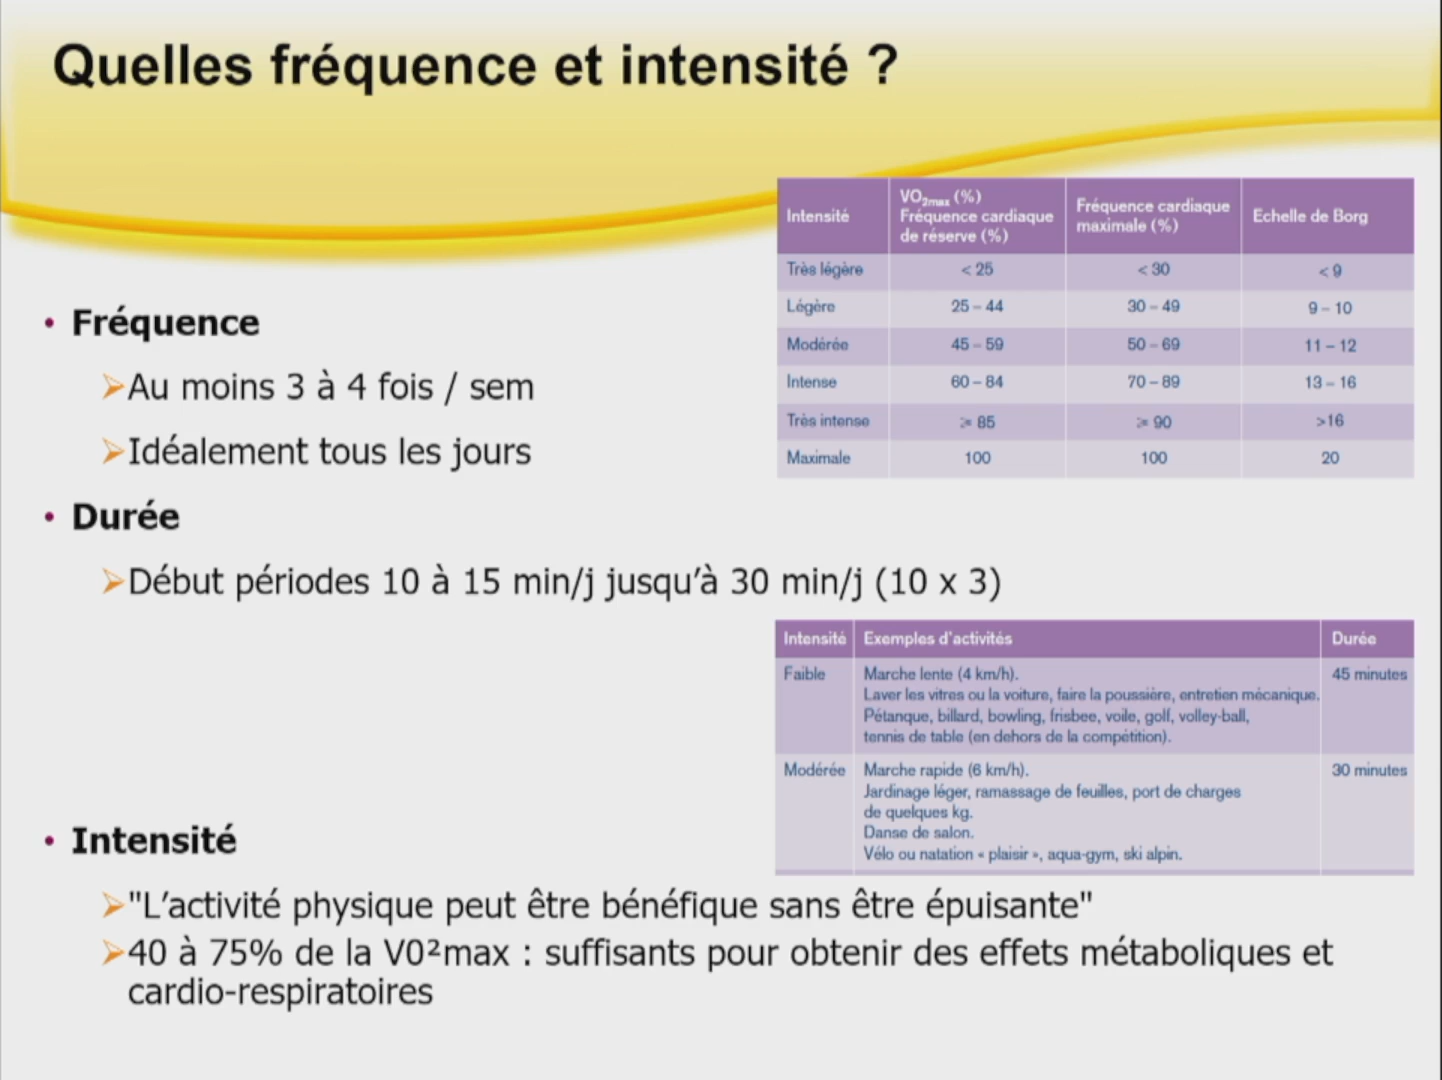 Quelles fréquence et intensité ?
Intensité | VO2max (%) Fréquence cardiaque de réserve (%) | Fréquence cardiaque maximale (%) | Echelle de Borg
Très légère | < 25 | < 30 | < 9
Légère | 25 – 44 | 30 – 49 | 9 – 10
Modérée | 45 – 59 | 50 – 69 | 11 – 12
Intense | 60 – 84 | 70 – 89 | 13 – 16
Très intense | >= 85 | >= 90 | >16
Maximale | 100 | 100 | 20
• Fréquence
➢Au moins 3 à 4 fois / sem
➢Idéalement tous les jours
• Durée
➢Début périodes 10 à 15 min/j jusqu’à 30 min/j (10 x 3)
Intensité | Exemples d’activités | Durée
Faible | Marche lente (4 km/h). | 45 minutes
Laver les vitres ou la voiture, faire la poussière, entretien mécanique.
Pétanque, billard, bowling, frisbee, voile, golf, volley-ball,
tennis de table (en dehors de la compétition).
Modérée | Marche rapide (6 km/h). | 30 minutes
Jardinage léger, ramassage de feuilles, port de charges
de quelques kg.
Danse de salon.
Vélo ou natation « plaisir », aqua-gym, ski alpin.
• Intensité
➢"L’activité physique peut être bénéfique sans être épuisante"
➢40 à 75% de la V0²max : suffisants pour obtenir des effets métaboliques et
cardio-respiratoires